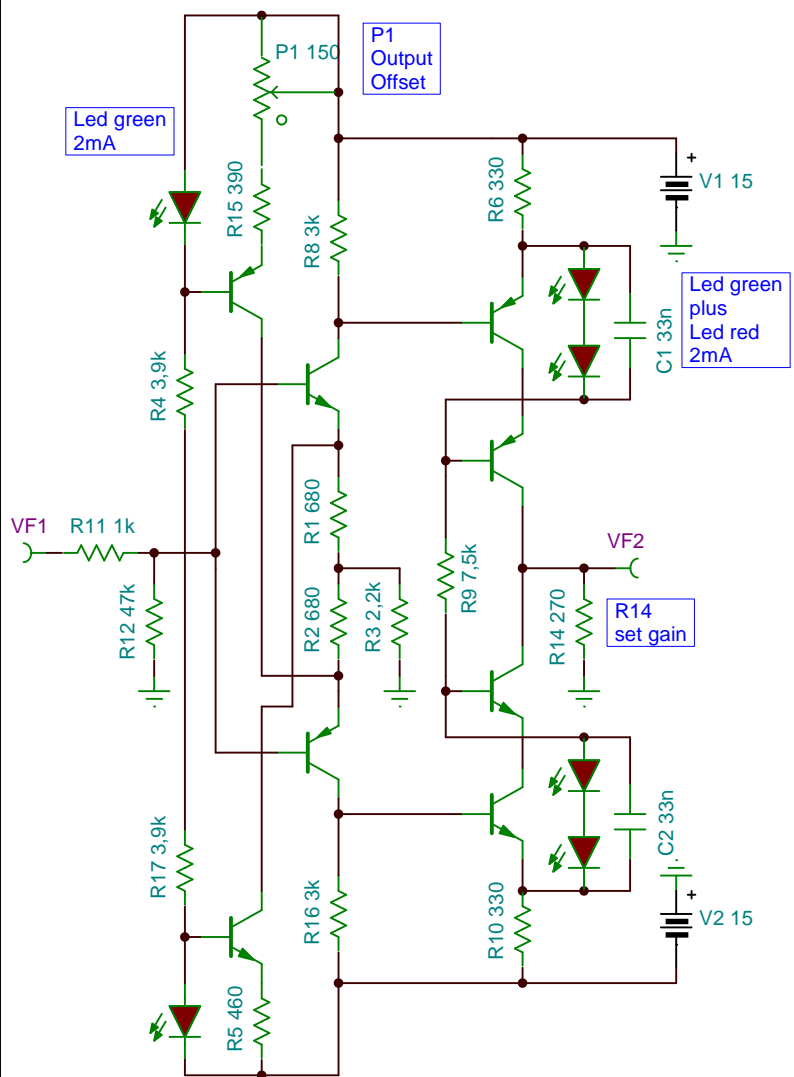 P1 150
P1
Output
Offset
Led green
2mA
R15 390
R8 3k
R6 330
+
V1 15
Led green
plus
Led red
2mA
C1 33n
R4 3,9k
R1 680
VF1
R11 1k
R9 7,5k
VF2
R12 47k
R2 680
R3 2,2k
R14 270
R14
set gain
R17 3,9k
C2 33n
R16 3k
R10 330
+
V2 15
R5 460